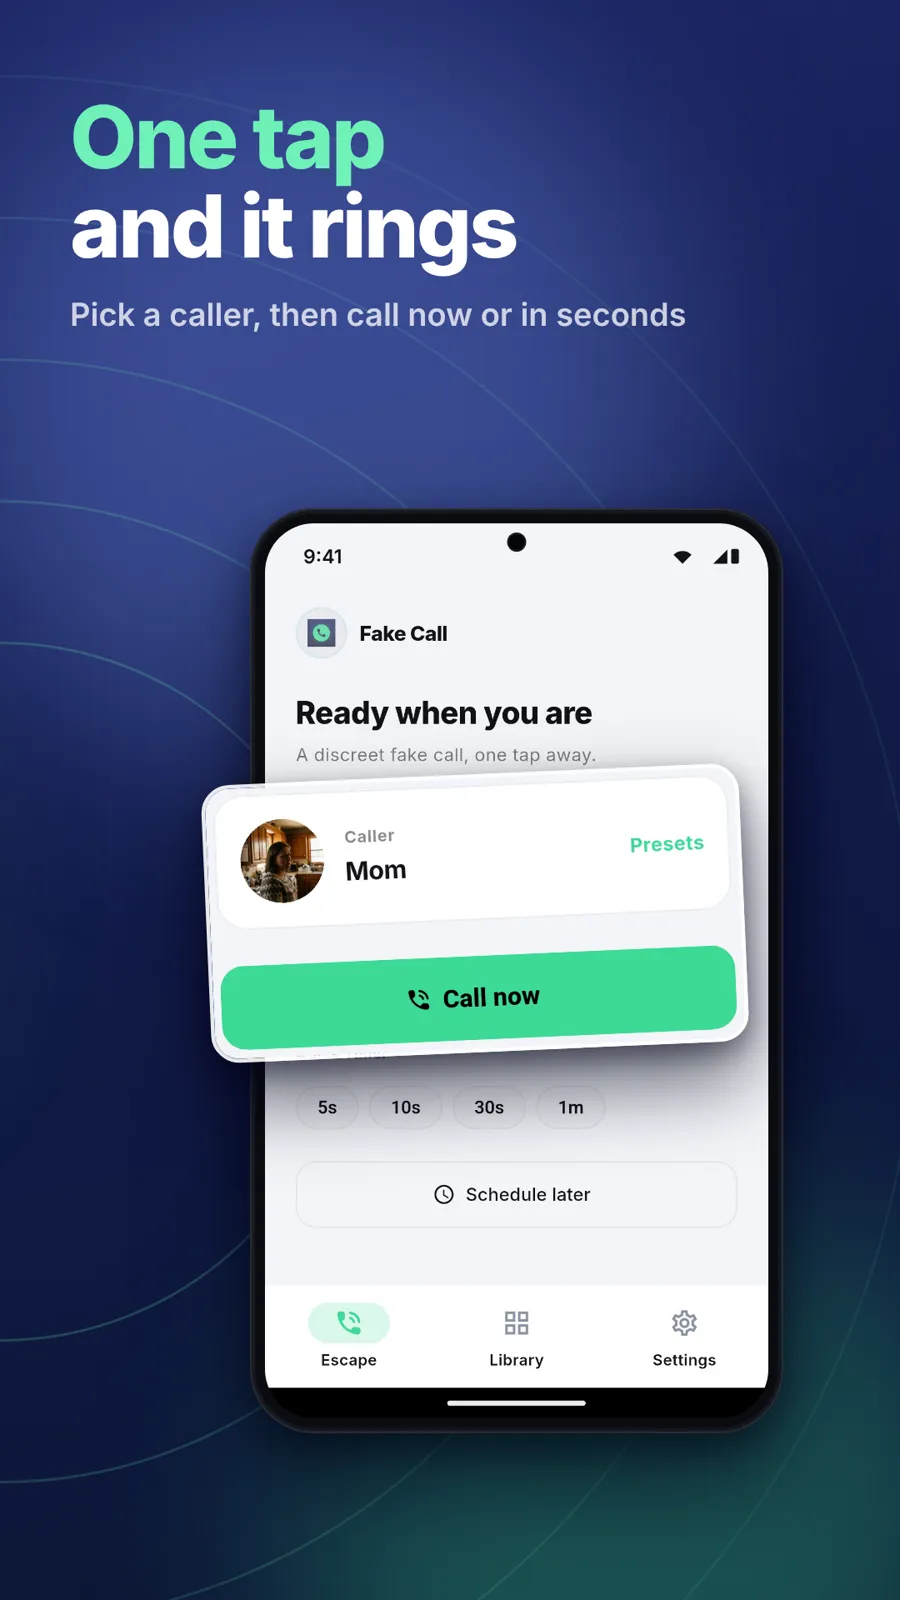 One tap
and it rings
Pick a caller, then call now or in seconds
9:41
Fake Call
Ready when you are
A discreet fake call, one tap away.
Caller
Mom
Presets
Call now
5s 10s 30s 1m
Schedule later
Escape Library Settings